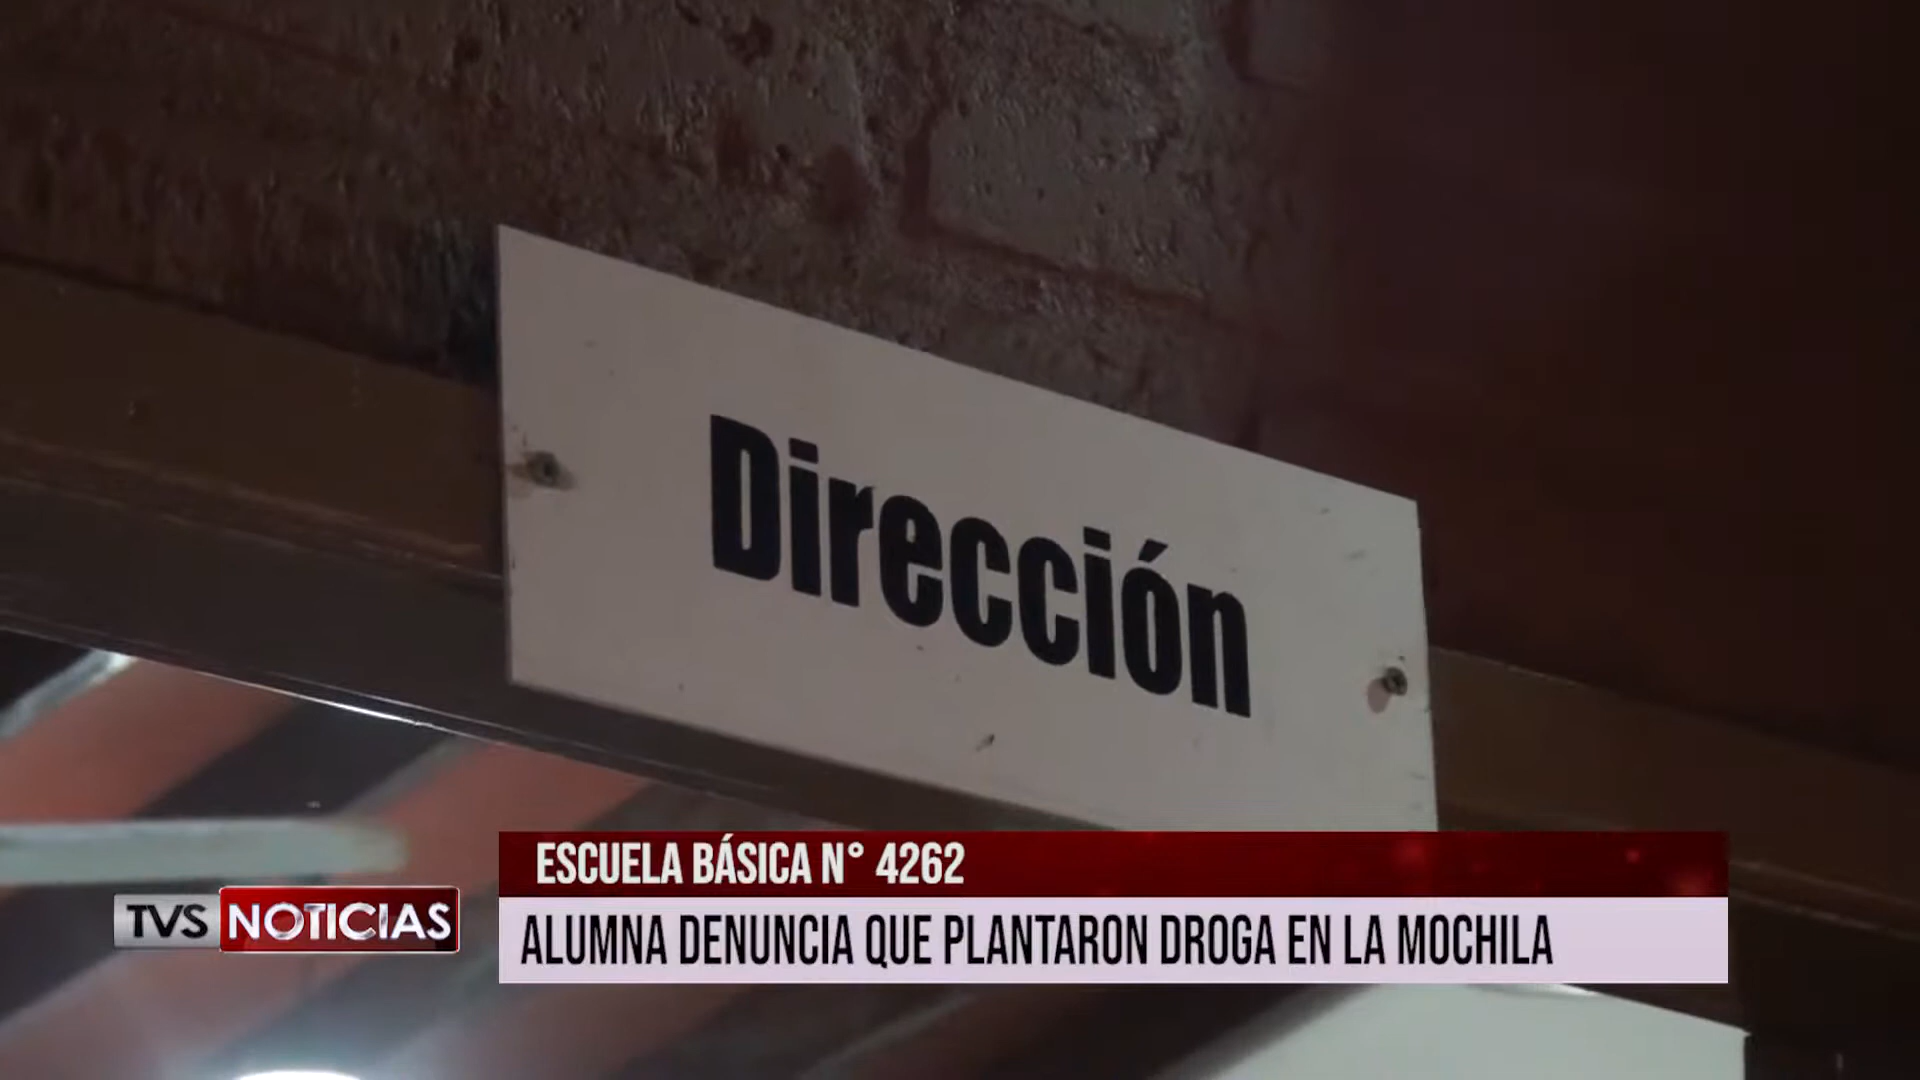 Dirección
ESCUELA BÁSICA N° 4262
TVS NOTICIAS
ALUMNA DENUNCIA QUE PLANTARON DROGA EN LA MOCHILA